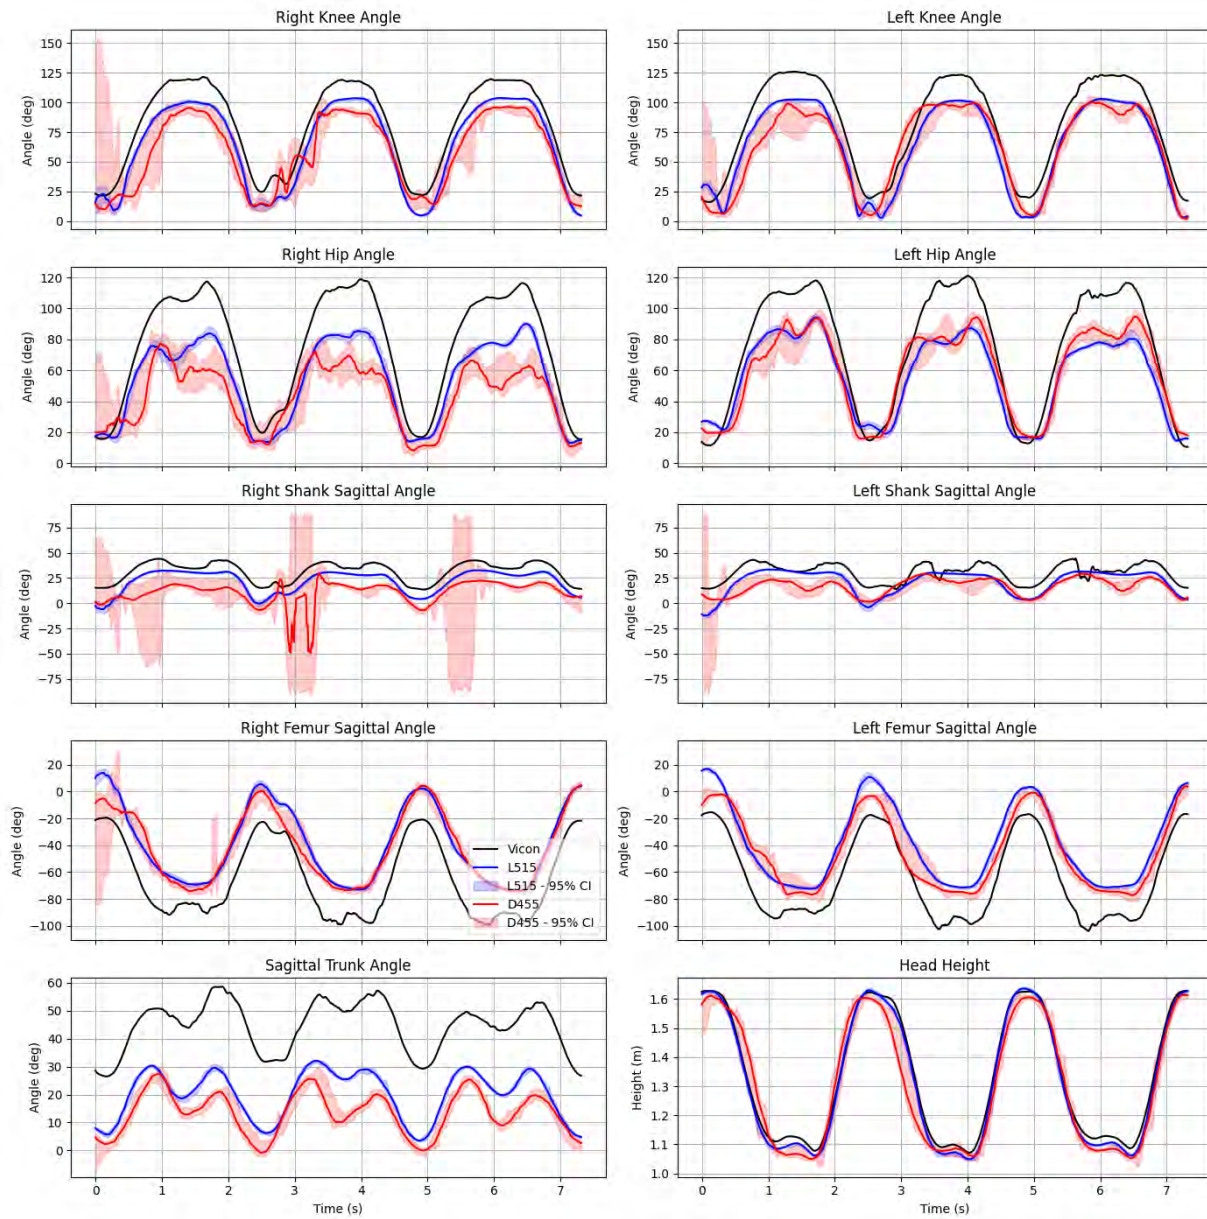 Right Knee Angle
150
125
100
75
50
25
0
Angle (deg)
Left Knee Angle
150
125
100
75
50
25
0
Angle (deg)
Right Hip Angle
120
100
80
60
40
20
0
Angle (deg)
Left Hip Angle
120
100
80
60
40
20
0
Angle (deg)
Right Shank Sagittal Angle
75
50
25
0
−25
−50
−75
Angle (deg)
Left Shank Sagittal Angle
75
50
25
0
−25
−50
−75
Angle (deg)
Right Femur Sagittal Angle
20
0
−20
−40
−60
−80
−100
Angle (deg)
Vicon
L515
L515 - 95% CI
D455
D455 - 95% CI
Left Femur Sagittal Angle
20
0
−20
−40
−60
−80
−100
Angle (deg)
Sagittal Trunk Angle
60
50
40
30
20
10
0
Angle (deg)
0 1 2 3 4 5 6 7
Time (s)
Head Height
1.6
1.5
1.4
1.3
1.2
1.1
1.0
Height (m)
0 1 2 3 4 5 6 7
Time (s)